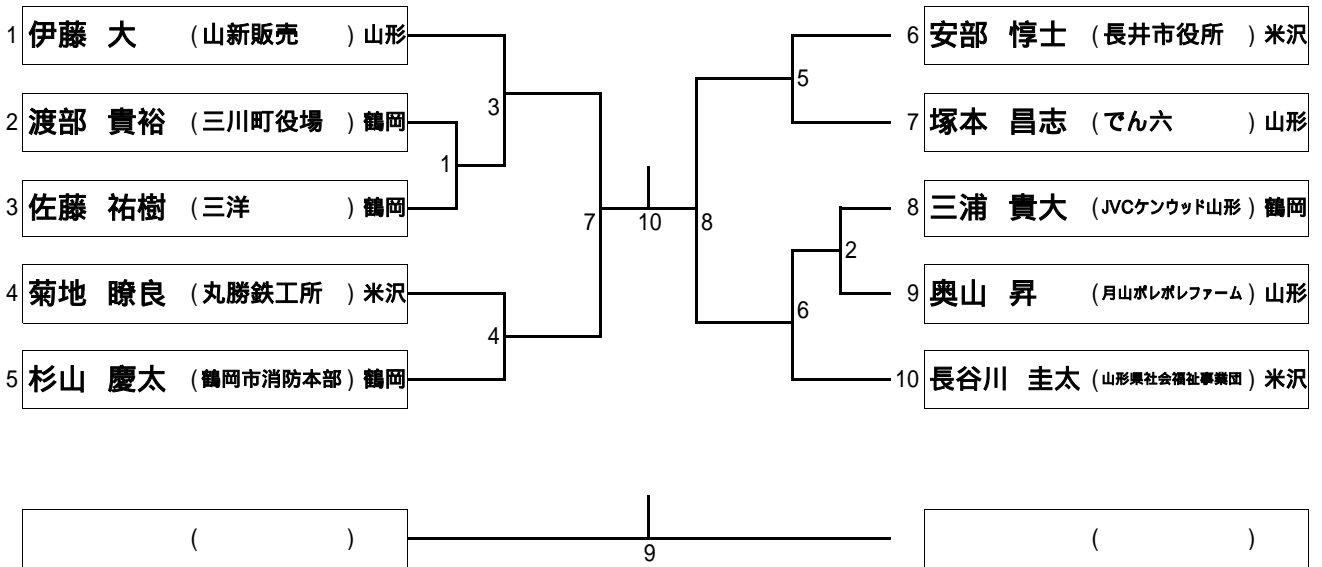 1 伊藤 大 (山新販売) 山形
2 渡部 貴裕 (三川町役場) 鶴岡
3 佐藤 祐樹 (三洋) 鶴岡
4 菊地 瞭良 (丸勝鉄工所) 米沢
5 杉山 慶太 (鶴岡市消防本部) 鶴岡
3
1
4
7
10
8
5
2
6
6 安部 惇士 (長井市役所) 米沢
7 塚本 昌志 (でん六) 山形
8 三浦 貴大 (JVCケンウッド山形) 鶴岡
9 奥山 昇 (月山ポレポレファーム) 山形
10 長谷川 圭太 (山形県社会福祉事業団) 米沢
( )
9
( )